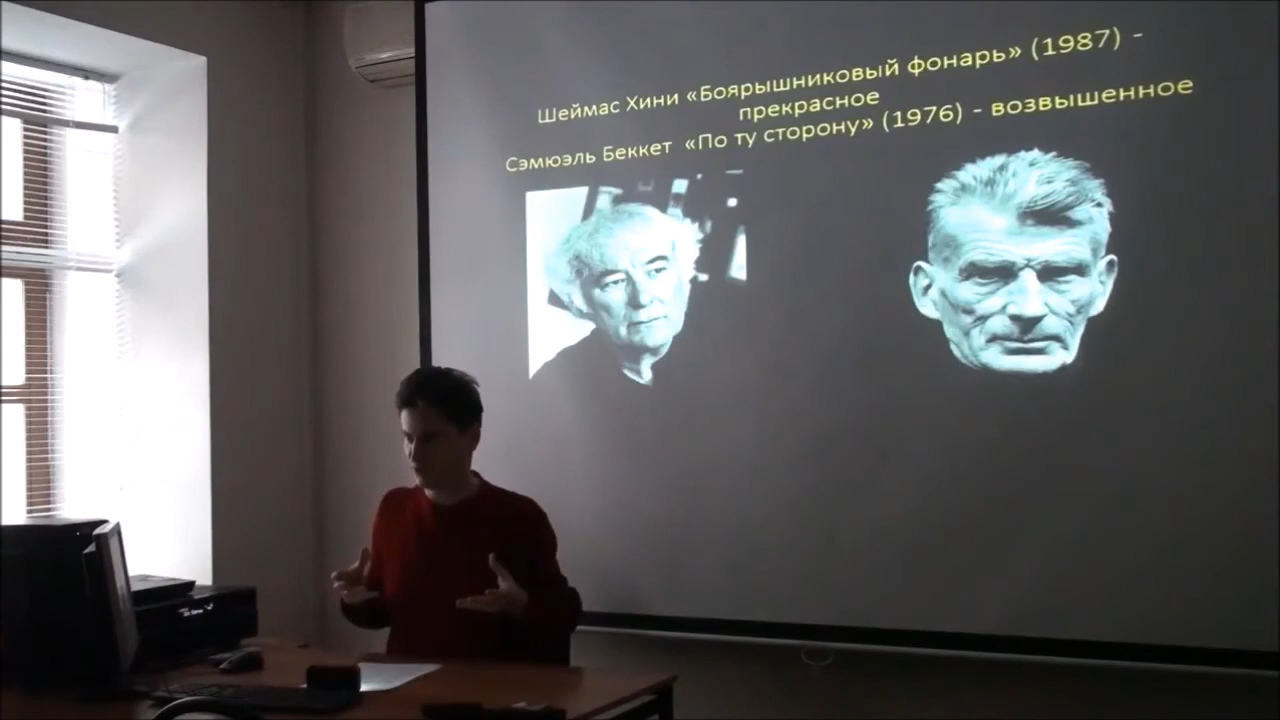 Шеймас Хини «Боярышниковый фонарь» (1987) -
прекрасное
Сэмюэль Беккет «По ту сторону» (1976) - возвышенное